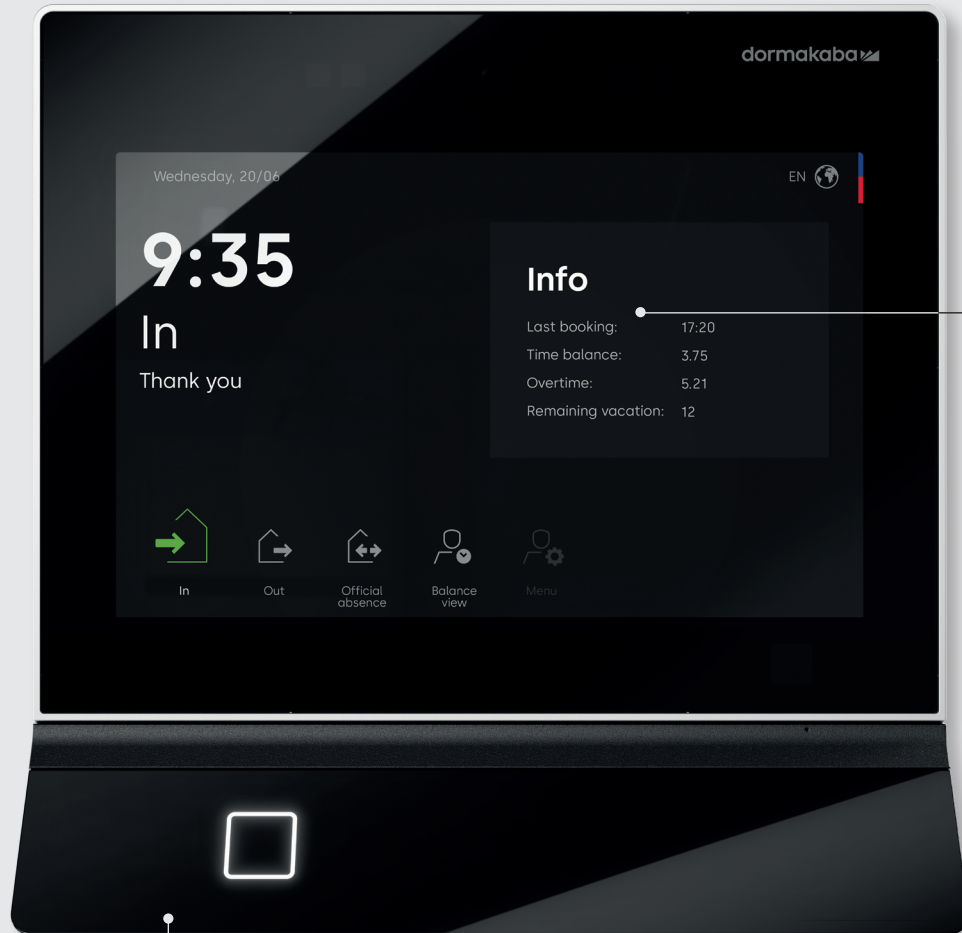 dormakaba
Wednesday, 20/06
EN
9:35
In
Thank you
Info
Last booking: 17:20
Time balance: 3.75
Overtime: 5.21
Remaining vacation: 12
In
Out
Official
absence
Balance
view
Menu